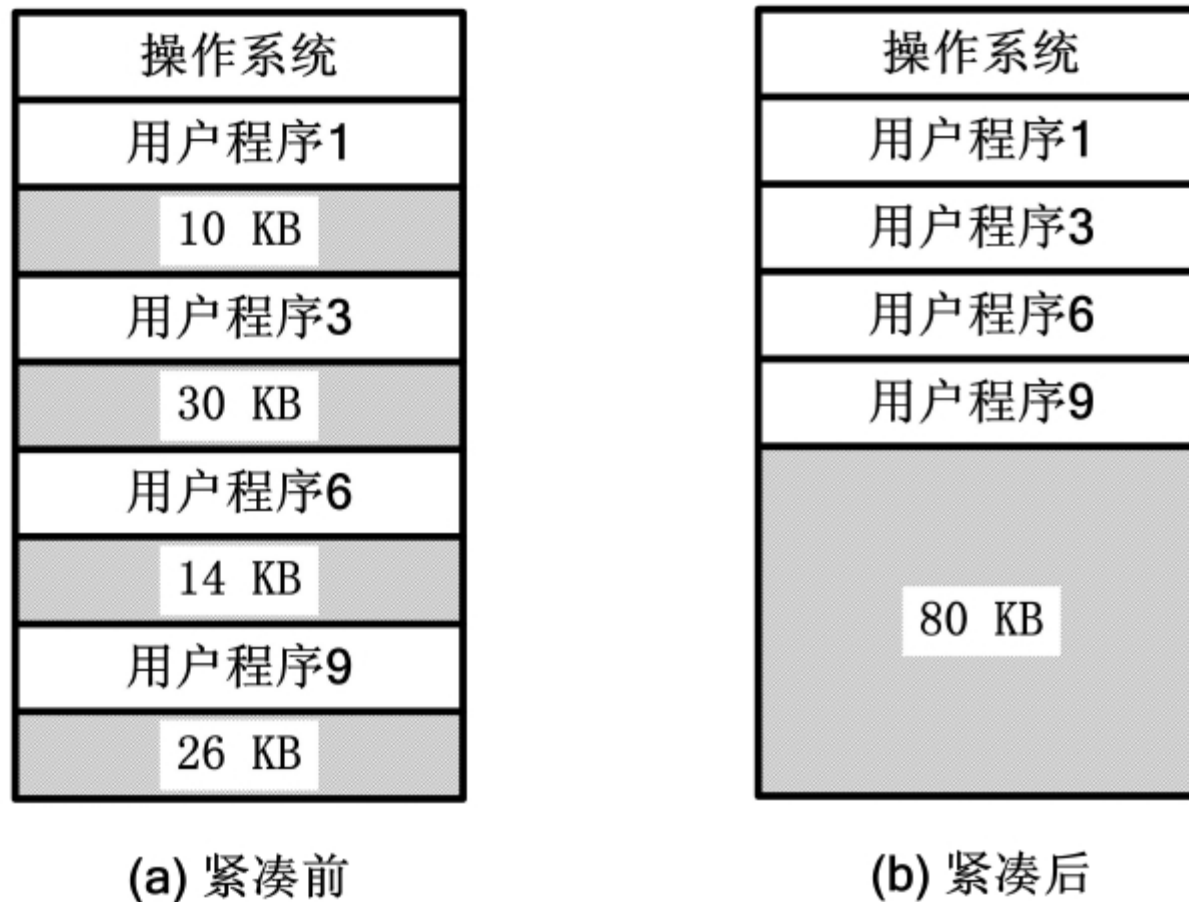 操作系统
用户程序1
10 KB
用户程序3
30 KB
用户程序6
14 KB
用户程序9
26 KB
(a) 紧凑前
操作系统
用户程序1
用户程序3
用户程序6
用户程序9
80 KB
(b) 紧凑后